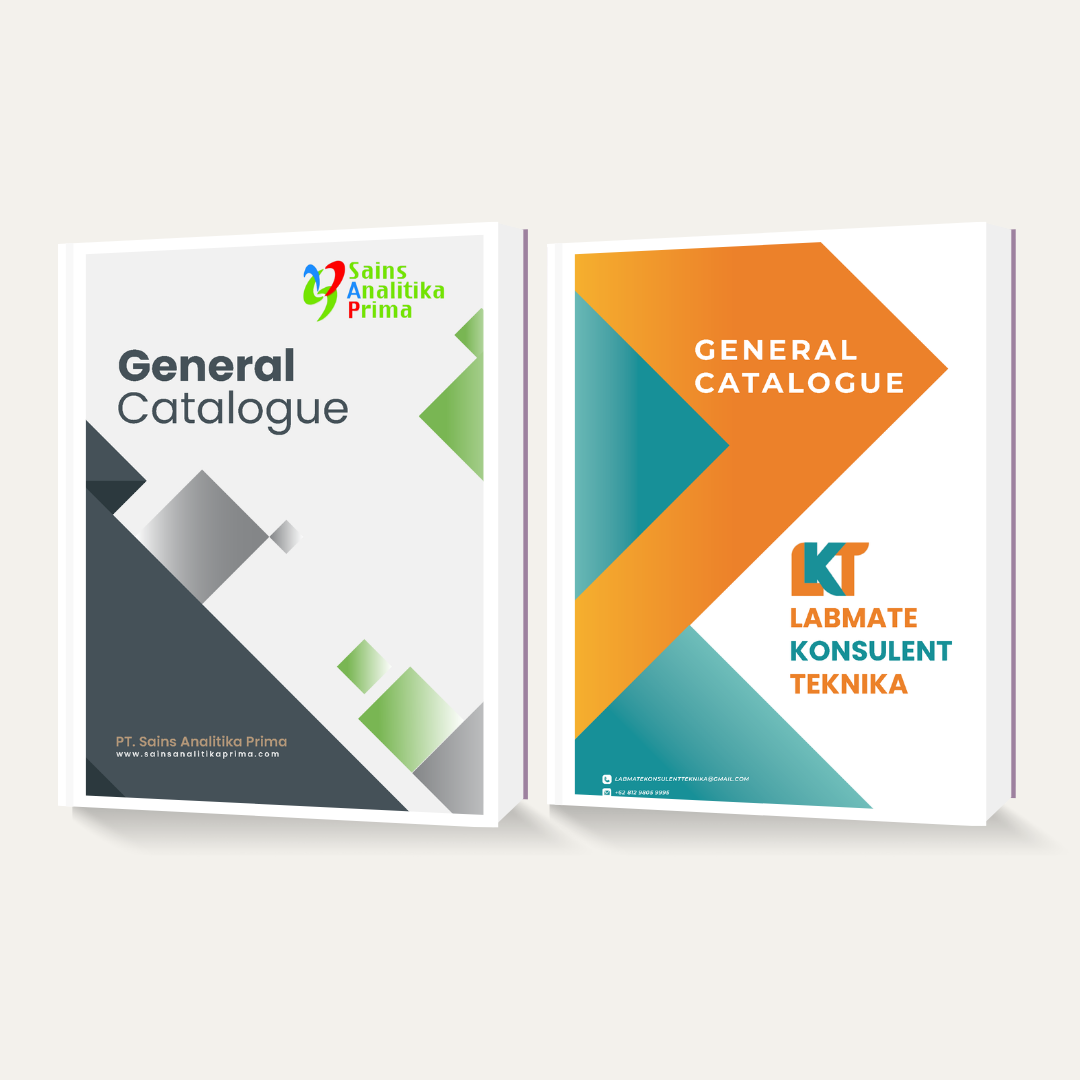 Sains
Analitika
Prima
General
Catalogue
PT. Sains Analitika Prima
www.sainsanalitikaprima.com
GENERAL
CATALOGUE
LKT
LABMATE
KONSULENT
TEKNIKA
LABMATEKONSULENTTEKNIKA@GMAIL.COM
+62 812 9805 9996